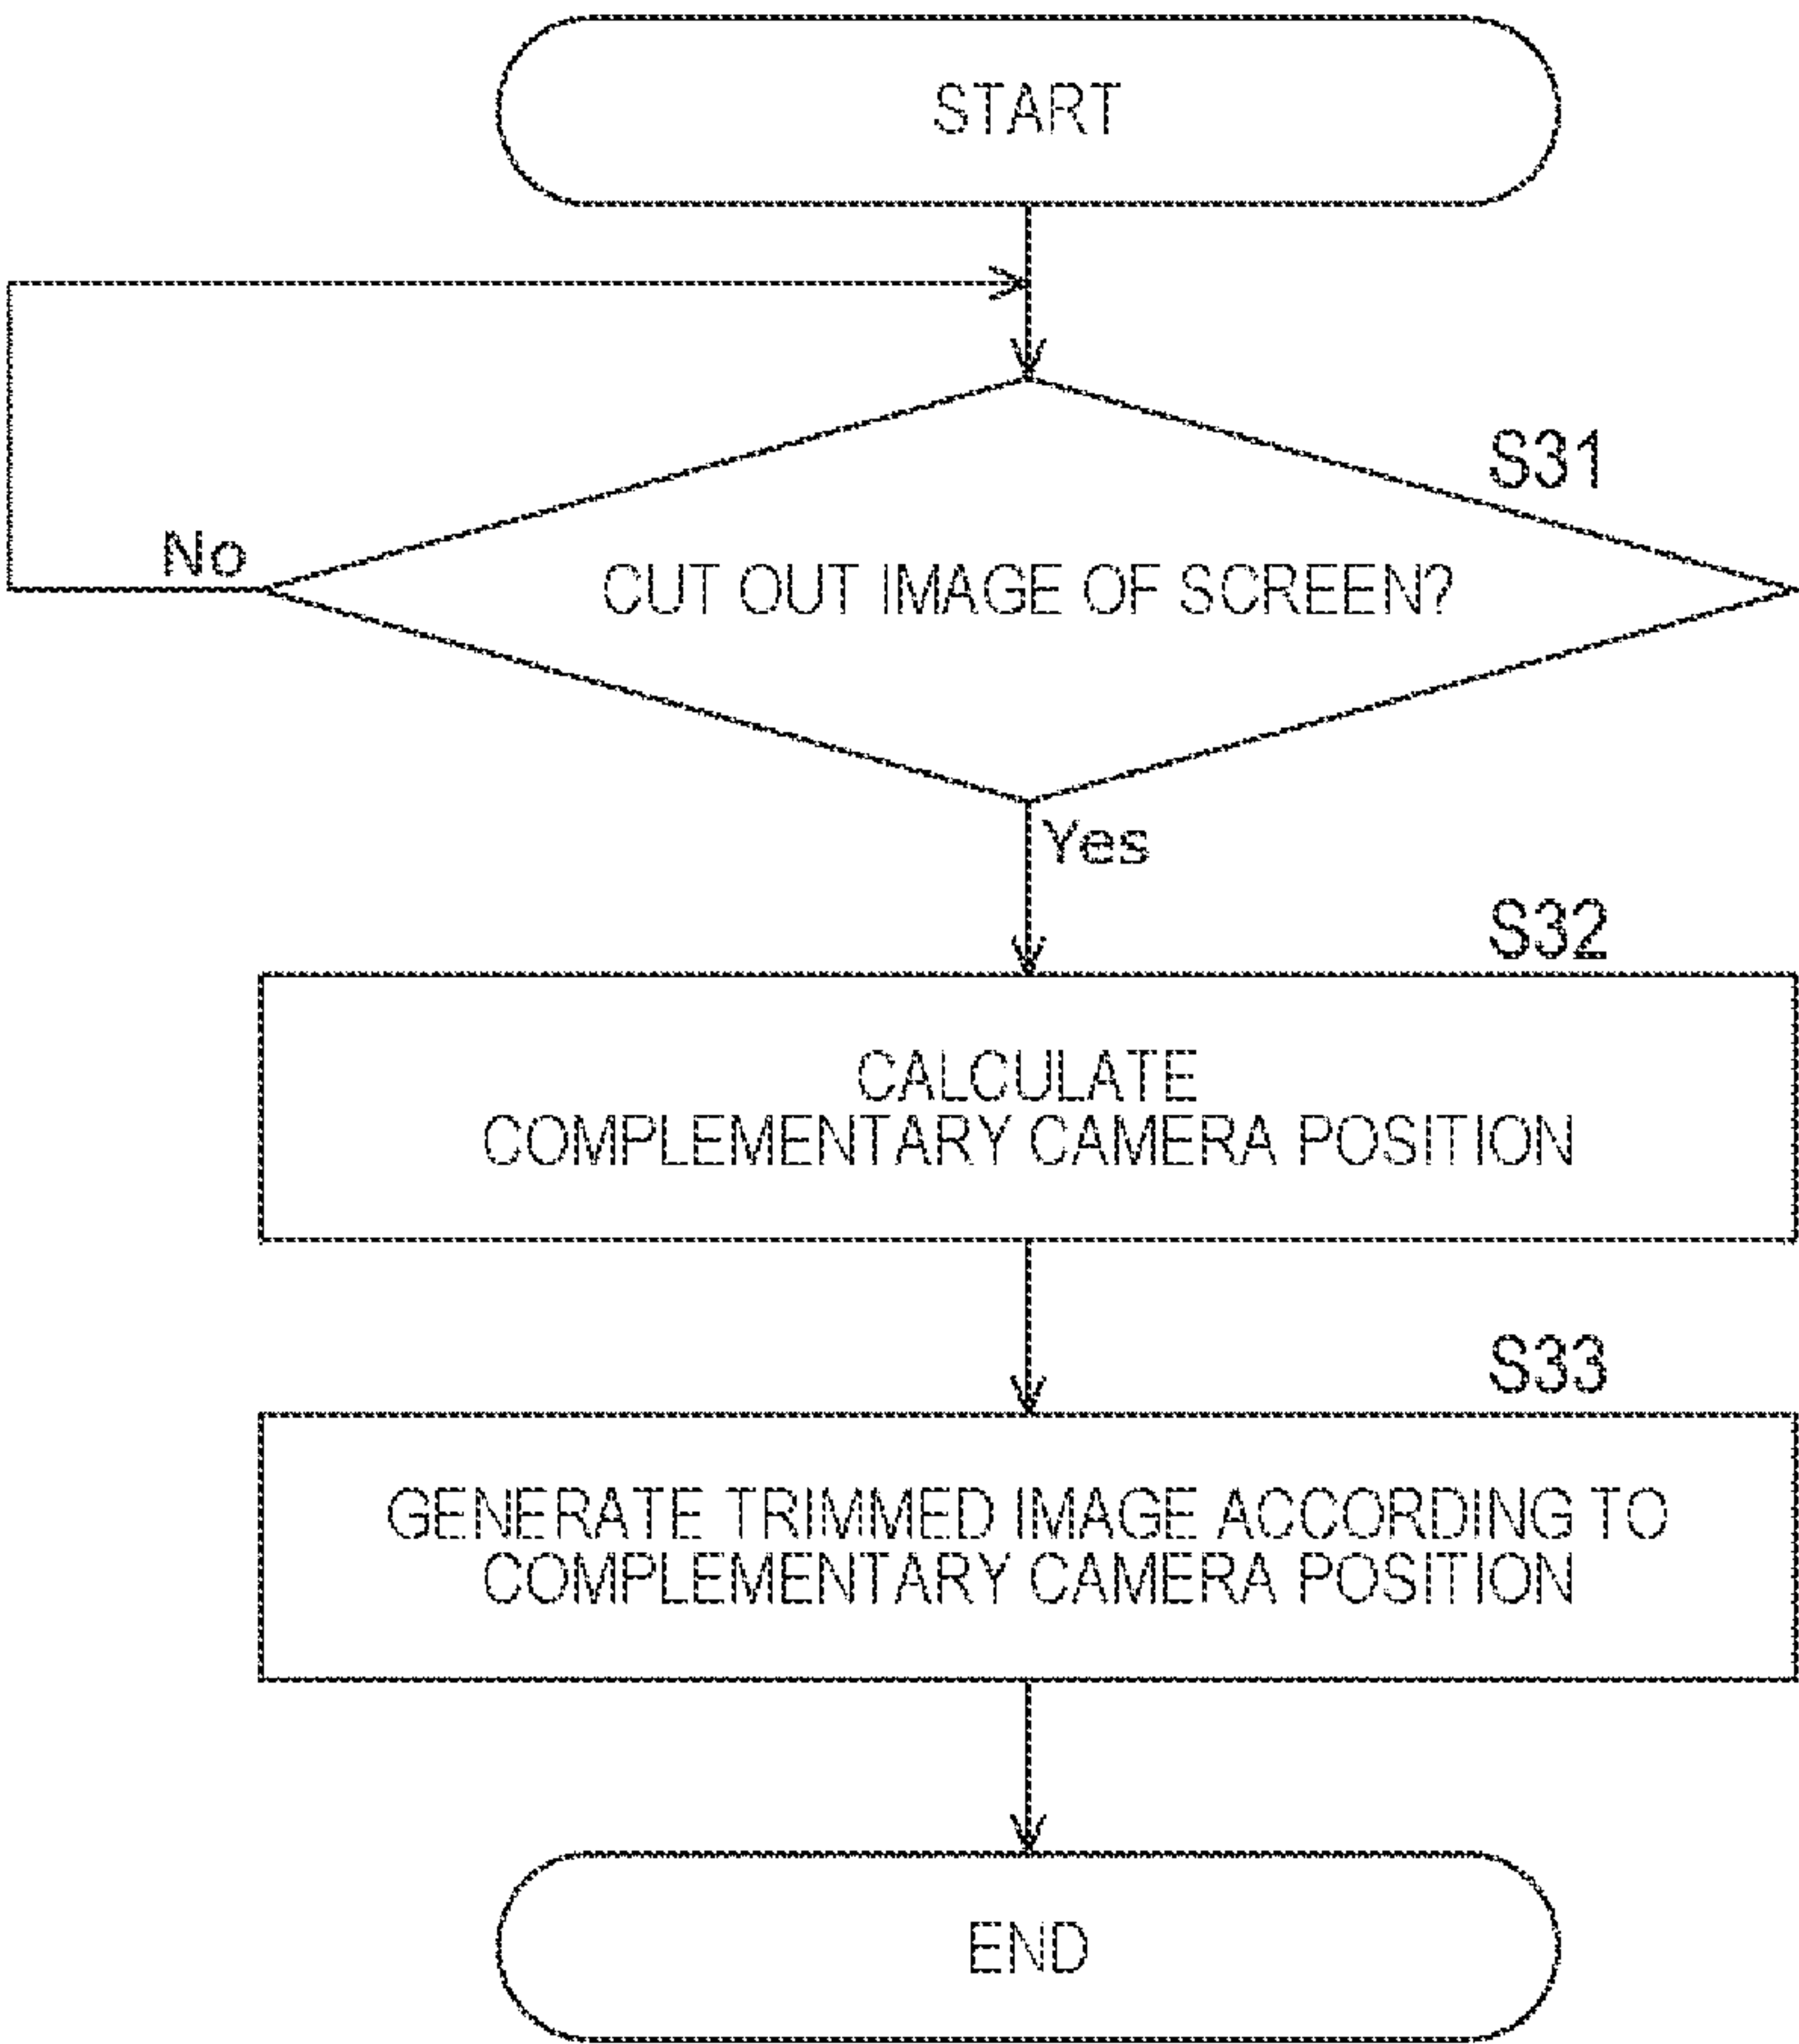 START
S31
No
CUT OUT IMAGE OF SCREEN?
Yes
S32
CALCULATE
COMPLEMENTARY CAMERA POSITION
S33
GENERATE TRIMMED IMAGE ACCORDING TO
COMPLEMENTARY CAMERA POSITION
END